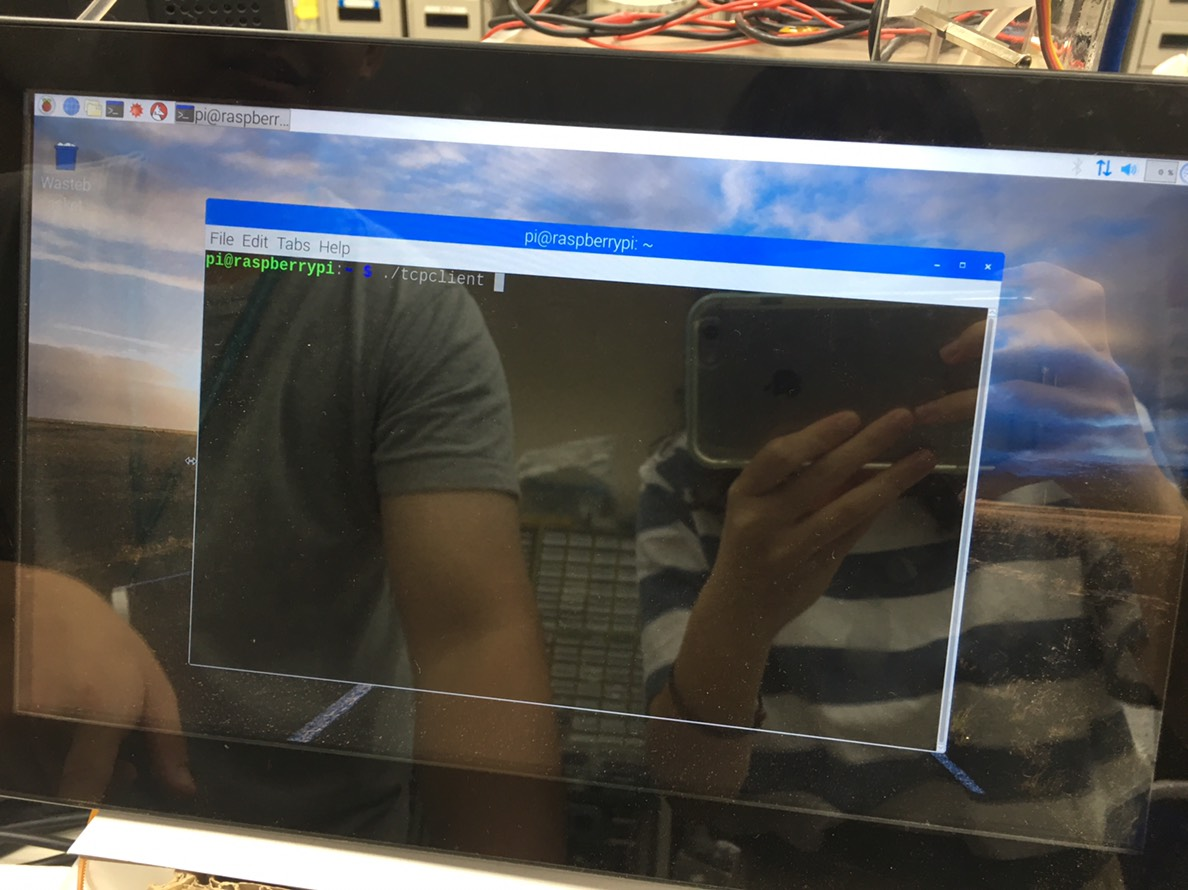 pi@raspberr...
Wasteb
pi@raspberrypi: ~
File Edit Tabs Help
pi@raspberrypi:~ $ ./tcpclient